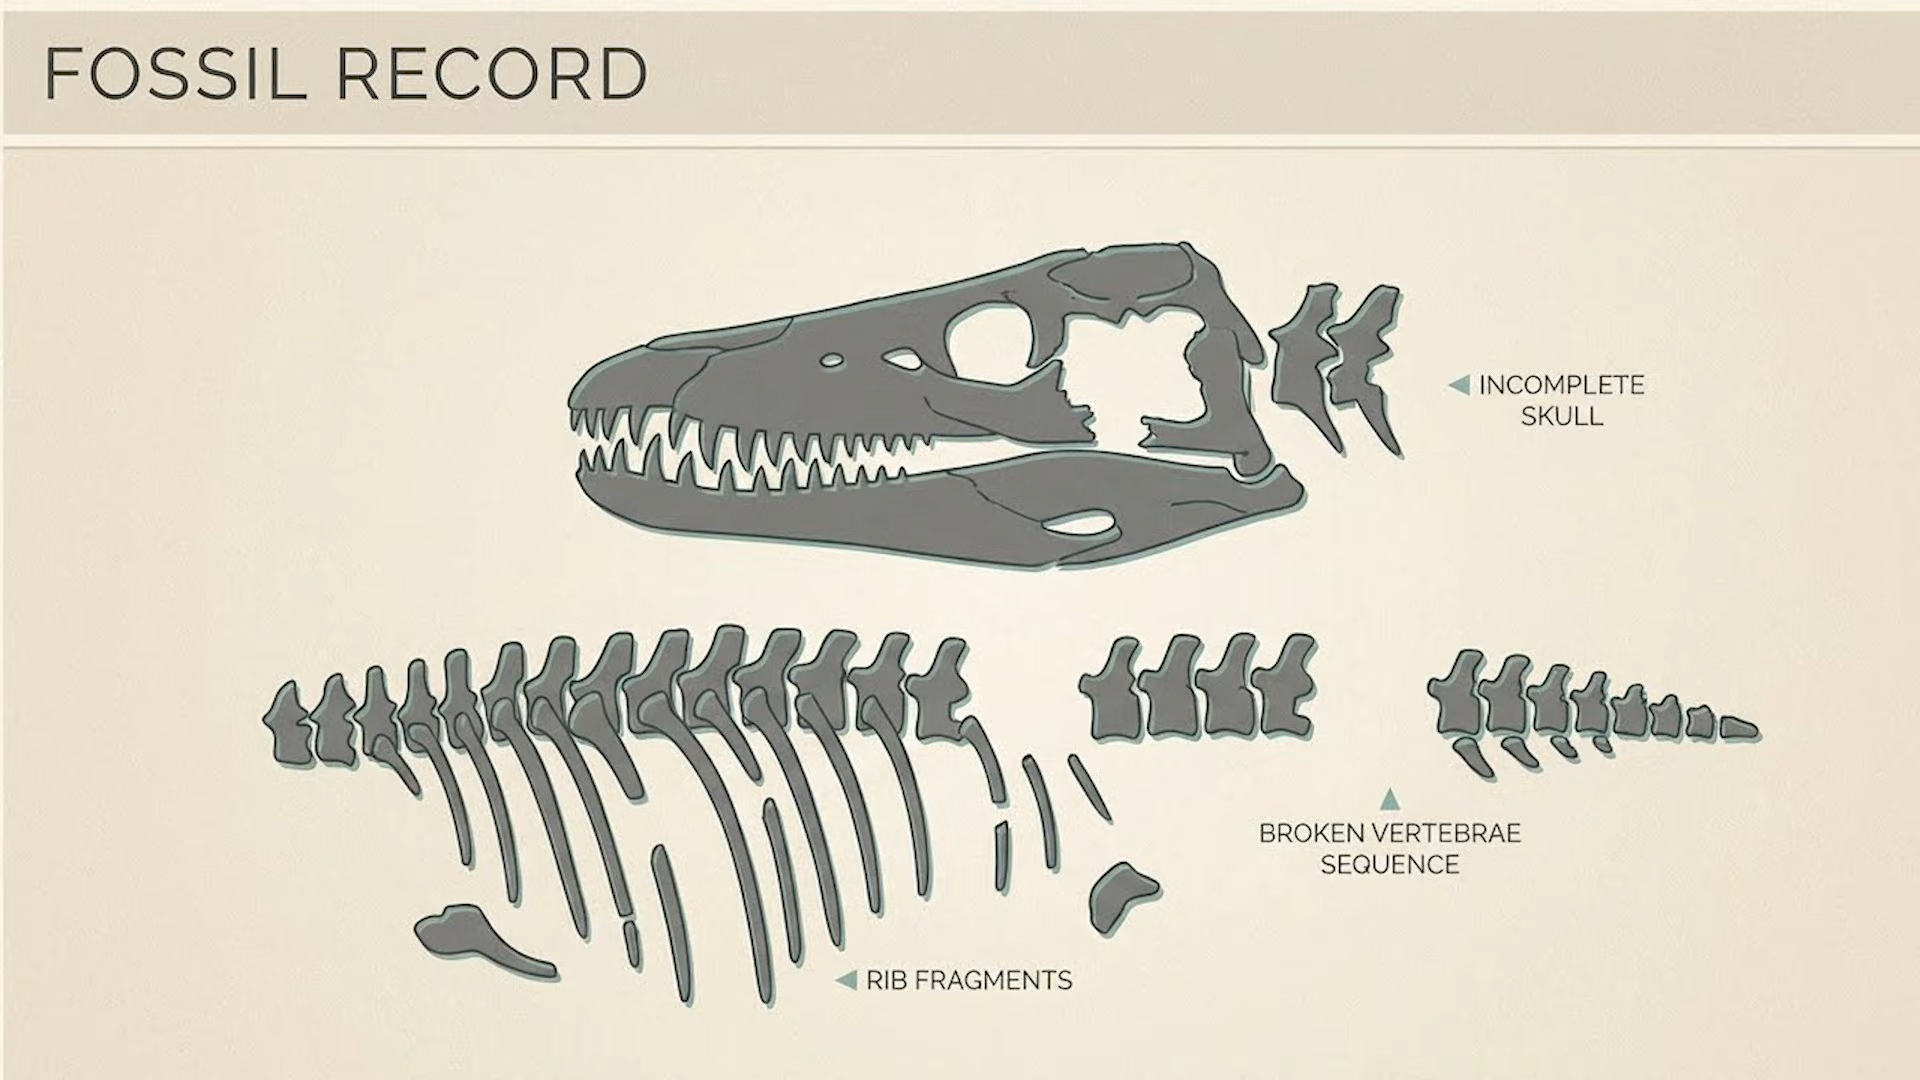 FOSSIL RECORD
INCOMPLETE
SKULL
BROKEN VERTEBRAE
SEQUENCE
RIB FRAGMENTS